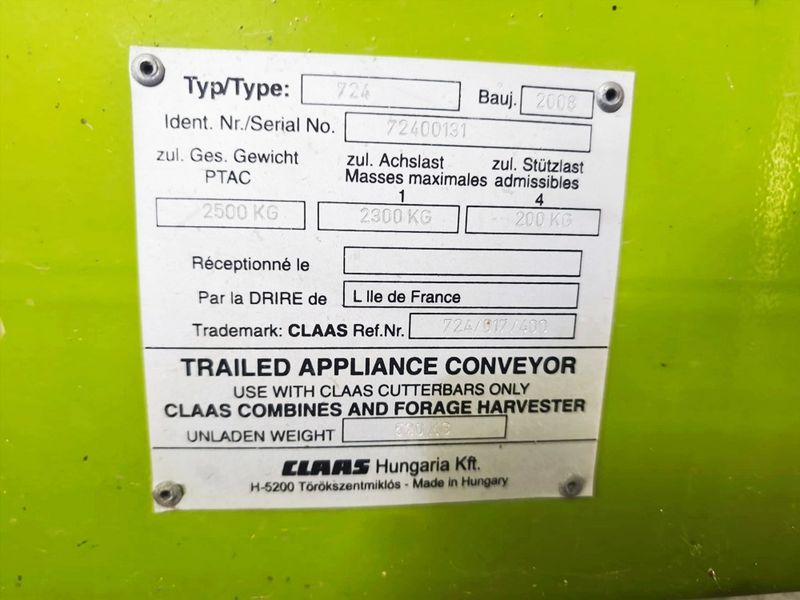 Typ/Type: 724 Bauj. 2008
Ident. Nr./Serial No. 72400131
zul. Ges. Gewicht zul. Achslast zul. Stützlast
PTAC Masses maximales admissibles
1 4
2500 KG 2300 KG 200 KG
Réceptionné le
Par la DRIRE de L Ile de France
Trademark: CLAAS Ref.Nr. 724/017/400
TRAILED APPLIANCE CONVEYOR
USE WITH CLAAS CUTTERBARS ONLY
CLAAS COMBINES AND FORAGE HARVESTER
UNLADEN WEIGHT
CLAAS Hungaria Kft.
H-5200 Törökszentmiklós - Made in Hungary